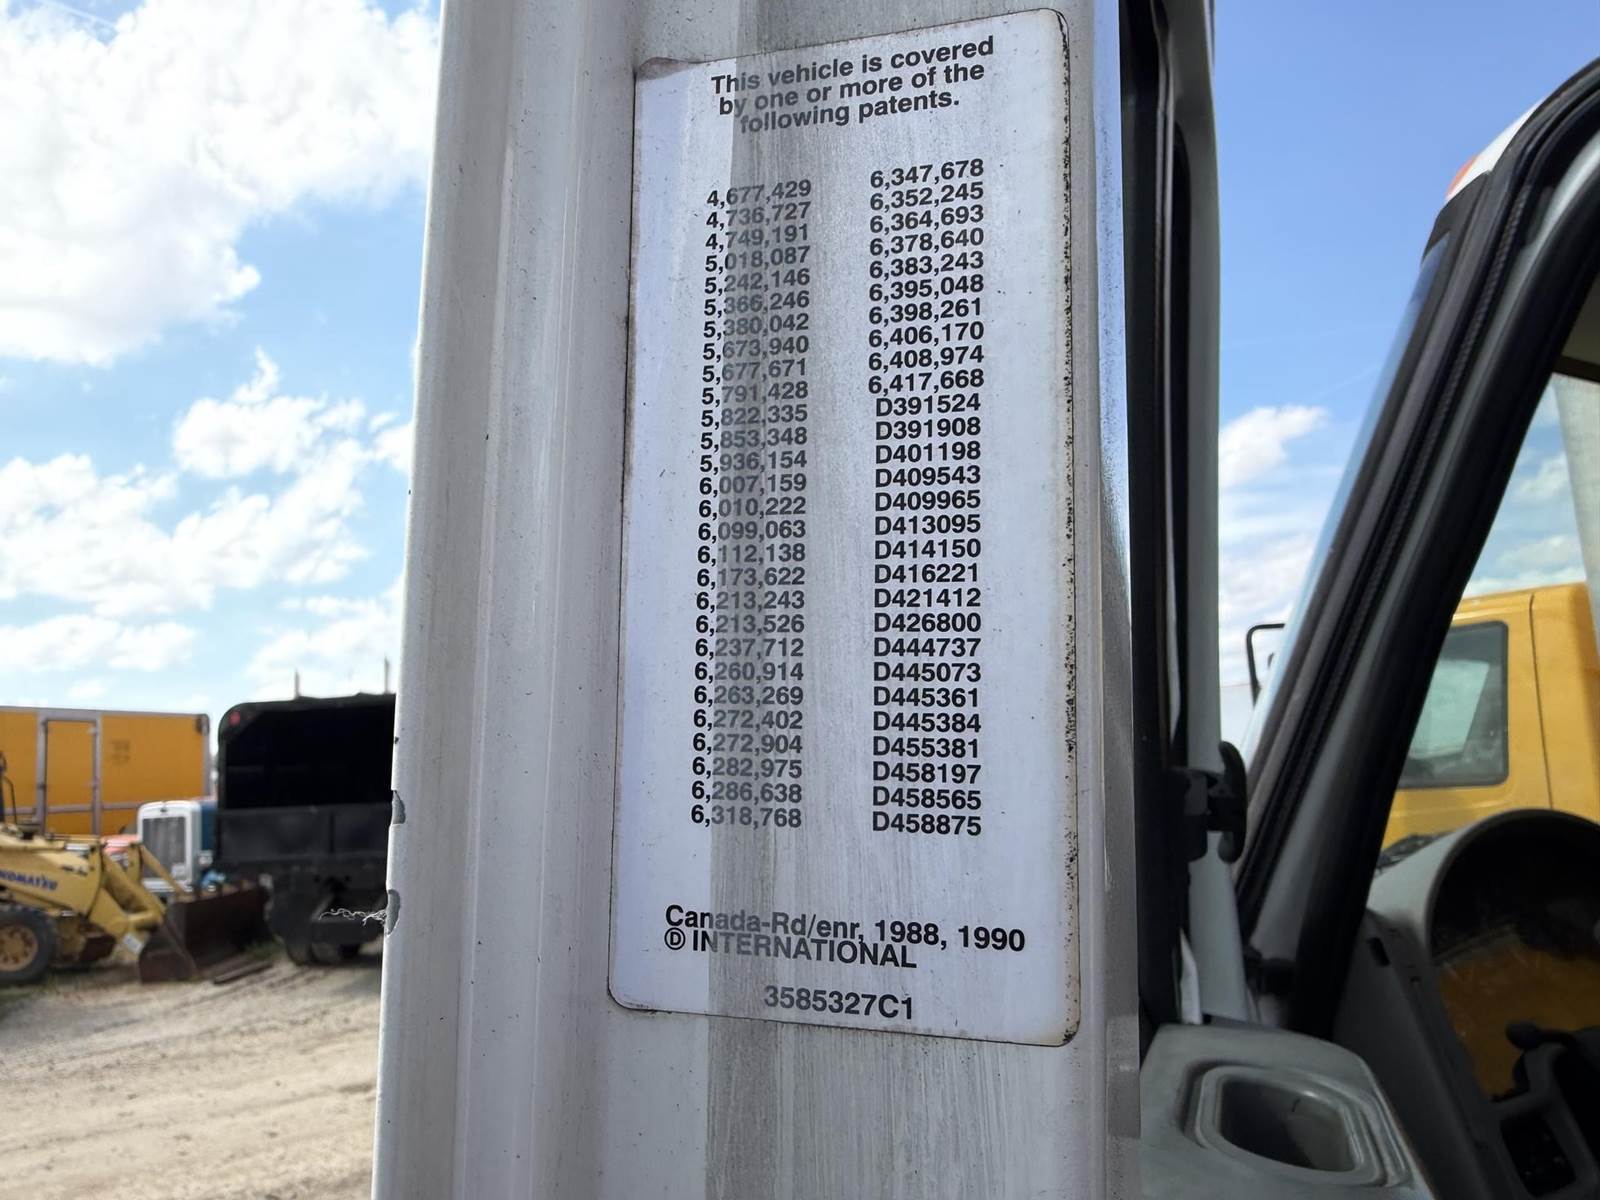 This vehicle is covered
by one or more of the
following patents.
4,677,429
4,736,727
4,749,191
5,018,087
5,242,146
5,366,246
5,380,042
5,673,940
5,677,671
5,791,428
5,822,335
5,853,348
5,936,154
6,007,159
6,010,222
6,099,063
6,112,138
6,173,622
6,213,243
6,213,526
6,237,712
6,260,914
6,263,269
6,272,402
6,272,904
6,282,975
6,286,638
6,318,768
6,347,678
6,352,245
6,364,693
6,378,640
6,383,243
6,395,048
6,398,261
6,406,170
6,408,974
6,417,668
D391524
D391908
D401198
D409543
D409965
D413095
D414150
D416221
D421412
D426800
D444737
D445073
D445361
D445384
D455381
D458197
D458565
D458875
Canada-Rd/enr, 1988, 1990
Ⓓ INTERNATIONAL
3585327C1
KOMATSU